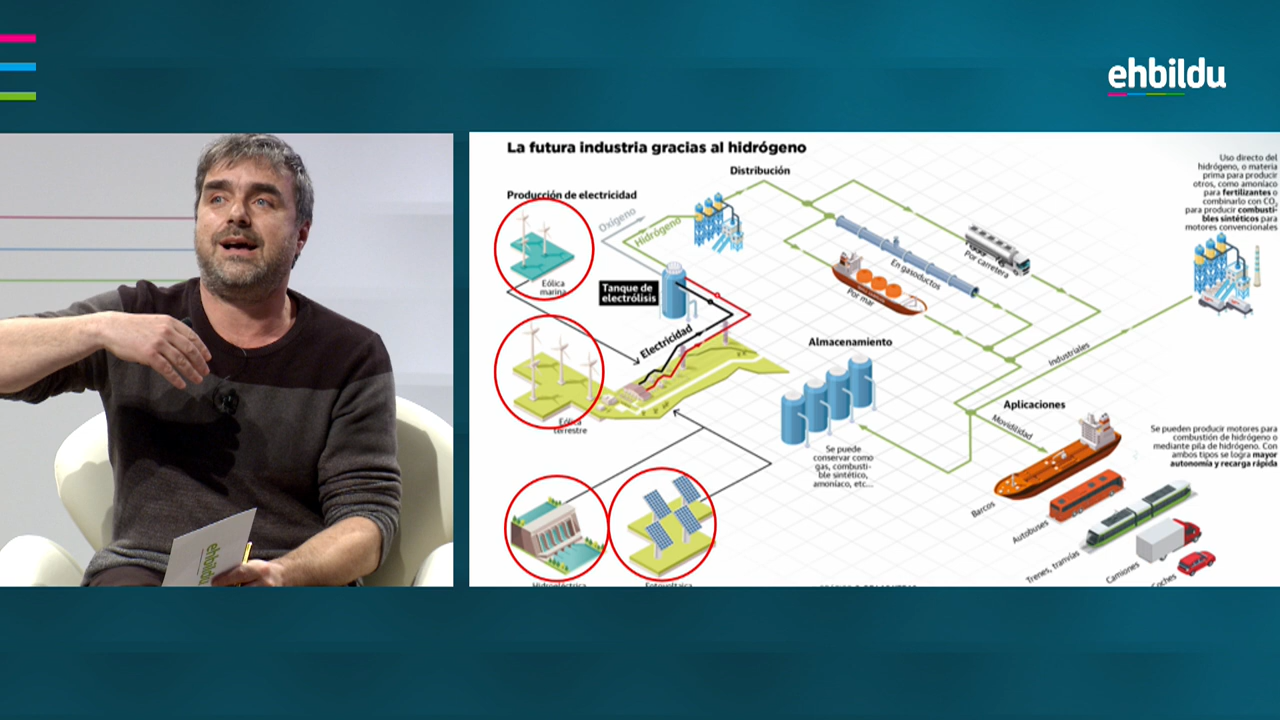 ehbildu
La futura industria gracias al hidrógeno
Distribución
Producción de electricidad
Oxígeno
Hidrógeno
Eólica
marina
Tanque de
electrólisis
Electricidad
Eólica
terrestre
Hidroeléctrica
Fotovoltaica
En gasoductos
Por carretera
Por mar
Almacenamiento
Se puede
conservar como
gas, combusti-
ble sintético,
amoníaco, etc...
Uso directo del
hidrógeno, o materia
prima para producir
otros, como amoníaco
para fertilizantes o
combinarlo con CO₂
para producir combusti-
bles sintéticos para
motores convencionales
Industriales
Aplicaciones
Movilidad
Se pueden producir motores para
combustión de hidrógeno o
mediante pila de hidrógeno. Con
ambos tipos se logra mayor
autonomía y recarga rápida
Barcos
Autobuses
Trenes, tranvías
Camiones
Coches
ehbildu